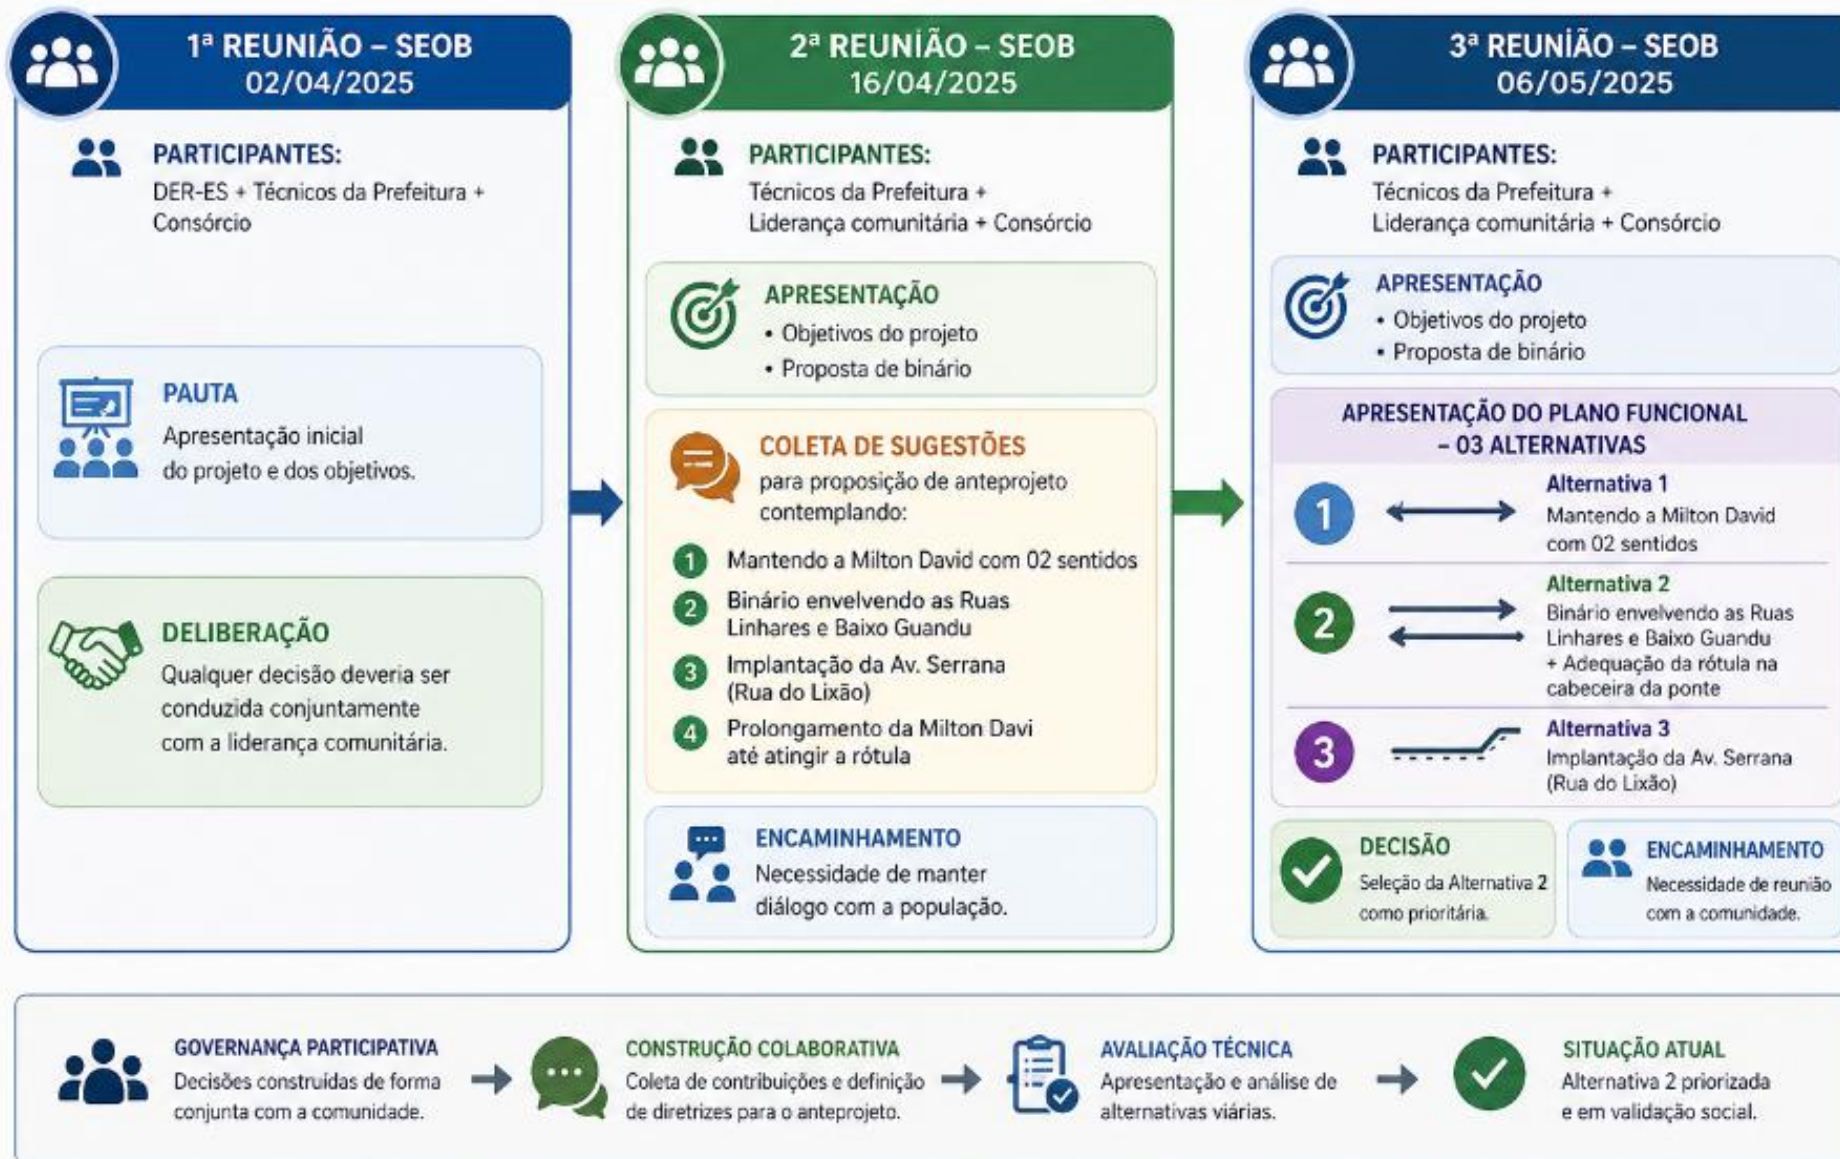 1ª REUNIÃO – SEOB
02/04/2025
PARTICIPANTES:
DER-ES + Técnicos da Prefeitura +
Consórcio
PAUTA
Apresentação inicial
do projeto e dos objetivos.
DELIBERAÇÃO
Qualquer decisão deveria ser
conduzida conjuntamente
com a liderança comunitária.
2ª REUNIÃO – SEOB
16/04/2025
PARTICIPANTES:
Técnicos da Prefeitura +
Liderança comunitária + Consórcio
APRESENTAÇÃO
• Objetivos do projeto
• Proposta de binário
COLETA DE SUGESTÕES
para proposição de anteprojeto
contemplando:
1 Mantendo a Milton David com 02 sentidos
2 Binário envelvendo as Ruas
Linhares e Baixo Guandu
3 Implantação da Av. Serrana
(Rua do Lixão)
4 Prolongamento da Milton Davi
até atingir a rótula
ENCAMINHAMENTO
Necessidade de manter
diálogo com a população.
3ª REUNIÃO – SEOB
06/05/2025
PARTICIPANTES:
Técnicos da Prefeitura +
Liderança comunitária + Consórcio
APRESENTAÇÃO
• Objetivos do projeto
• Proposta de binário
APRESENTAÇÃO DO PLANO FUNCIONAL
– 03 ALTERNATIVAS
1
Alternativa 1
Mantendo a Milton David
com 02 sentidos
2
Alternativa 2
Binário envelvendo as Ruas
Linhares e Baixo Guandu
+ Adequação da rótula na
cabeceira da ponte
3
Alternativa 3
Implantação da Av. Serrana
(Rua do Lixão)
DECISÃO
Seleção da Alternativa 2
como prioritária.
ENCAMINHAMENTO
Necessidade de reunião
com a comunidade.
GOVERNANÇA PARTICIPATIVA
Decisões construídas de forma
conjunta com a comunidade.
CONSTRUÇÃO COLABORATIVA
Coleta de contribuições e definição
de diretrizes para o anteprojeto.
AVALIAÇÃO TÉCNICA
Apresentação e análise de
alternativas viárias.
SITUAÇÃO ATUAL
Alternativa 2 priorizada
e em validação social.